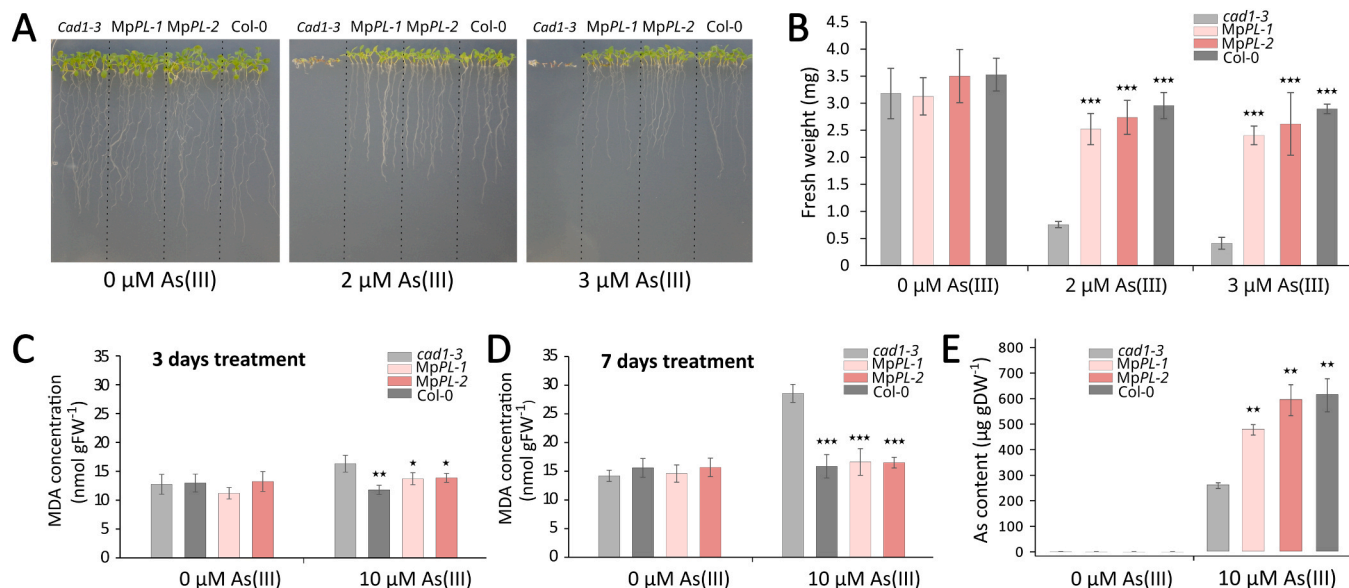 A
Cad1-3 MpPL-1 MpPL-2 Col-0
Cad1-3 MpPL-1 MpPL-2 Col-0
Cad1-3 MpPL-1 MpPL-2 Col-0
0 µM As(III)
2 µM As(III)
3 µM As(III)
B
Fresh weight (mg)
4.5
4.0
3.5
3.0
2.5
2.0
1.5
1.0
0.5
0
cad1-3
MpPL-1
MpPL-2
Col-0
★★★ ★★★ ★★★
★★★ ★★★ ★★★
0 µM As(III)
2 µM As(III)
3 µM As(III)
C
3 days treatment
MDA concentration
(nmol gFW⁻¹)
35
30
25
20
15
10
5
0
cad1-3
MpPL-1
MpPL-2
Col-0
★★ ★ ★
0 µM As(III)
10 µM As(III)
D
7 days treatment
MDA concentration
(nmol gFW⁻¹)
35
30
25
20
15
10
5
0
cad1-3
MpPL-1
MpPL-2
Col-0
★★★ ★★★ ★★★
0 µM As(III)
10 µM As(III)
E
As content (µg gDW⁻¹)
800
700
600
500
400
300
200
100
0
cad1-3
MpPL-1
MpPL-2
Col-0
★★ ★★ ★★
0 µM As(III)
10 µM As(III)